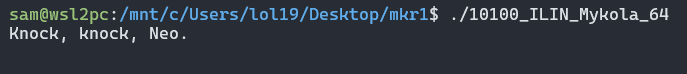 sam@wsl2pc:/mnt/c/Users/lol19/Desktop/mkr1$ ./10100_ILIN_Mykola_64
Knock, knock, Neo.